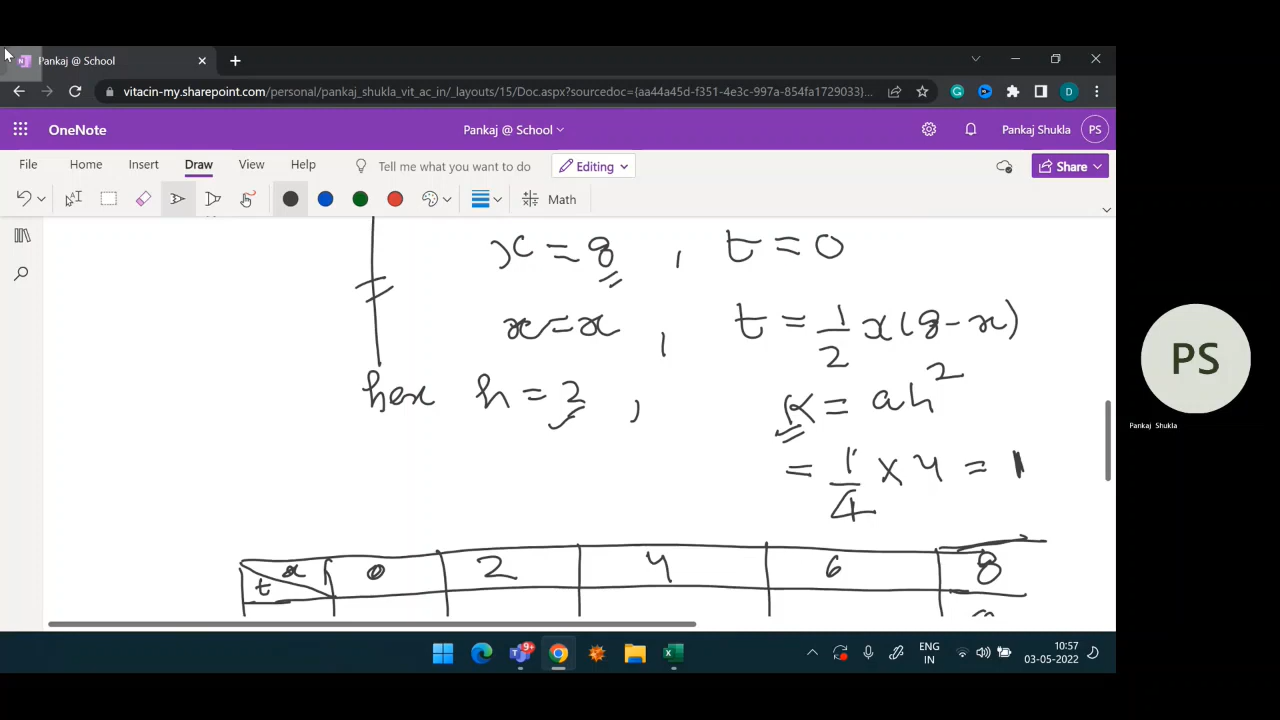 Pankaj @ School
vitacin-my.sharepoint.com/personal/pankaj_shukla_vit_ac_in/_layouts/15/Doc.aspx?sourcedoc={aa44a45d-f351-4e3c-997a-854fa1729033}...
D
OneNote
Pankaj @ School
Pankaj Shukla
PS
File Home Insert Draw View Help
Tell me what you want to do
Editing
Share
Math
x = 8 , t = 0
x = x , t = 1/2 x(8-x)
here h = 2 , K = ah²
= 1/4 × 4 = 1
x
t
0 2 4 6 8
PS
Pankaj Shukla
9+
ENG
IN
10:57
03-05-2022